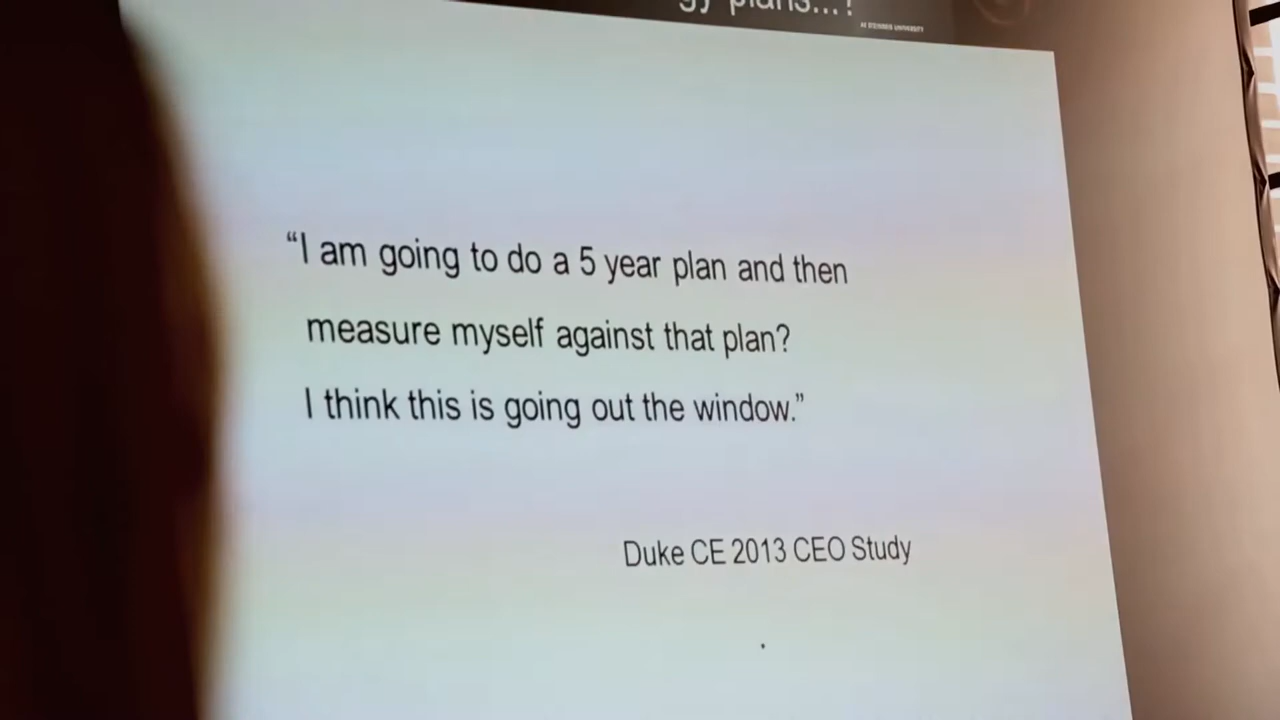 plans...!
“I am going to do a 5 year plan and then
measure myself against that plan?
I think this is going out the window.”
Duke CE 2013 CEO Study